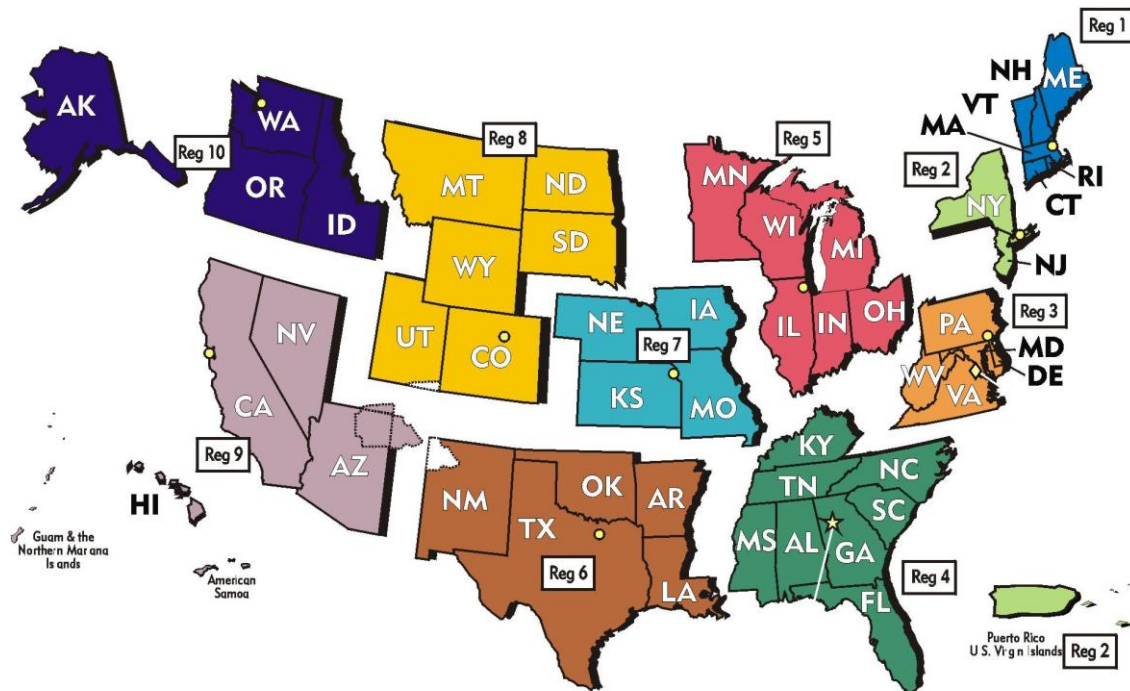 Reg 1
NH
ME
VT
MA
RI
CT
Reg 2
NY
NJ
AK
WA
Reg 10
OR
ID
Reg 8
MT
ND
SD
WY
UT
CO
Reg 5
MN
WI
MI
IL
IN
OH
Reg 3
PA
MD
DE
WV
VA
NE
IA
Reg 7
KS
MO
NV
CA
AZ
Reg 9
HI
Guam & the
Northern Mariana
Islands
American
Samoa
NM
OK
AR
TX
Reg 6
LA
KY
TN
NC
SC
MS
AL
GA
Reg 4
FL
Puerto Rico
U.S. Virgin Islands
Reg 2